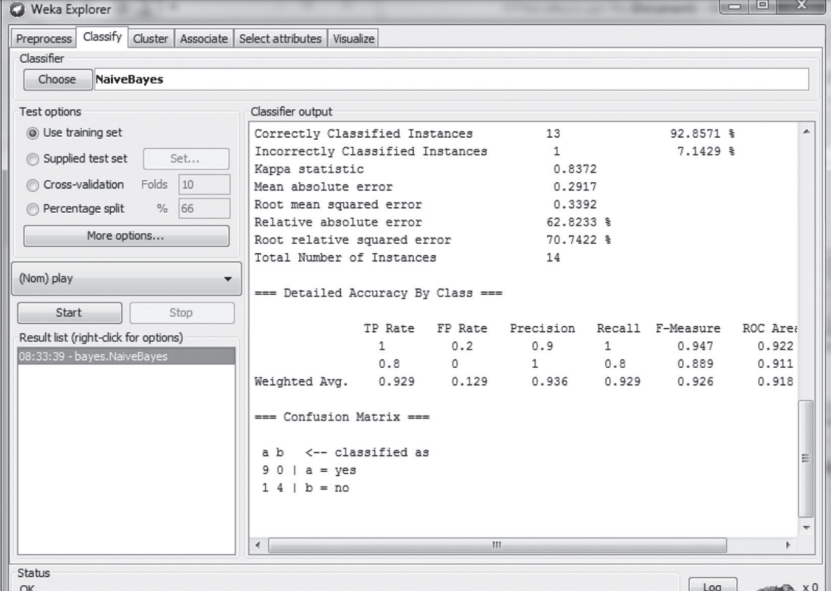 Weka Explorer
Preprocess Classify Cluster Associate Select attributes Visualize
Classifier
Choose NaiveBayes
Test options
Use training set
Supplied test set Set...
Cross-validation Folds 10
Percentage split % 66
More options...
(Nom) play
Start Stop
Result list (right-click for options)
08:33:39 - bayes.NaiveBayes
Classifier output
Correctly Classified Instances 13 92.8571 %
Incorrectly Classified Instances 1 7.1429 %
Kappa statistic 0.8372
Mean absolute error 0.2917
Root mean squared error 0.3392
Relative absolute error 62.8233 %
Root relative squared error 70.7422 %
Total Number of Instances 14
=== Detailed Accuracy By Class ===
TP Rate FP Rate Precision Recall F-Measure ROC Area
1 0.2 0.9 1 0.947 0.922
0.8 0 1 0.8 0.889 0.911
Weighted Avg. 0.929 0.129 0.936 0.929 0.926 0.918
=== Confusion Matrix ===
a b <-- classified as
9 0 | a = yes
1 4 | b = no
Status
OK
Log x 0